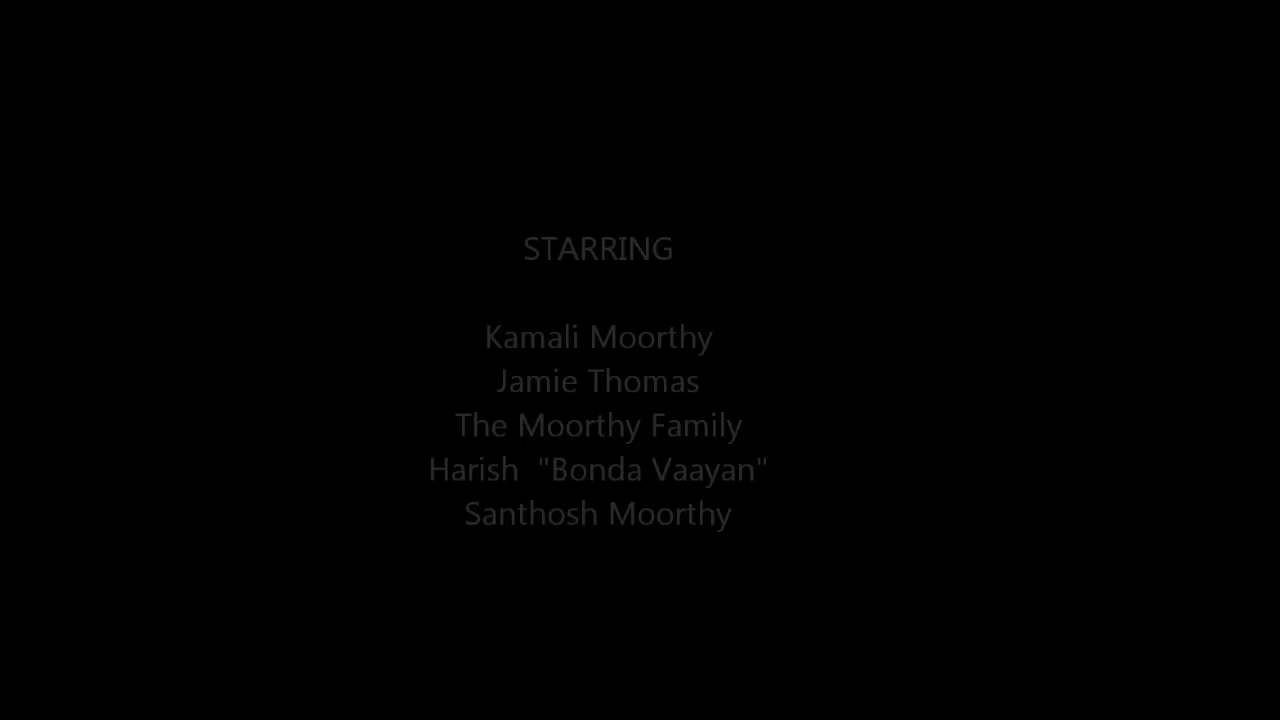 STARRING
Kamali Moorthy
Jamie Thomas
The Moorthy Family
Harish  "Bonda Vaayan"
Santhosh Moorthy